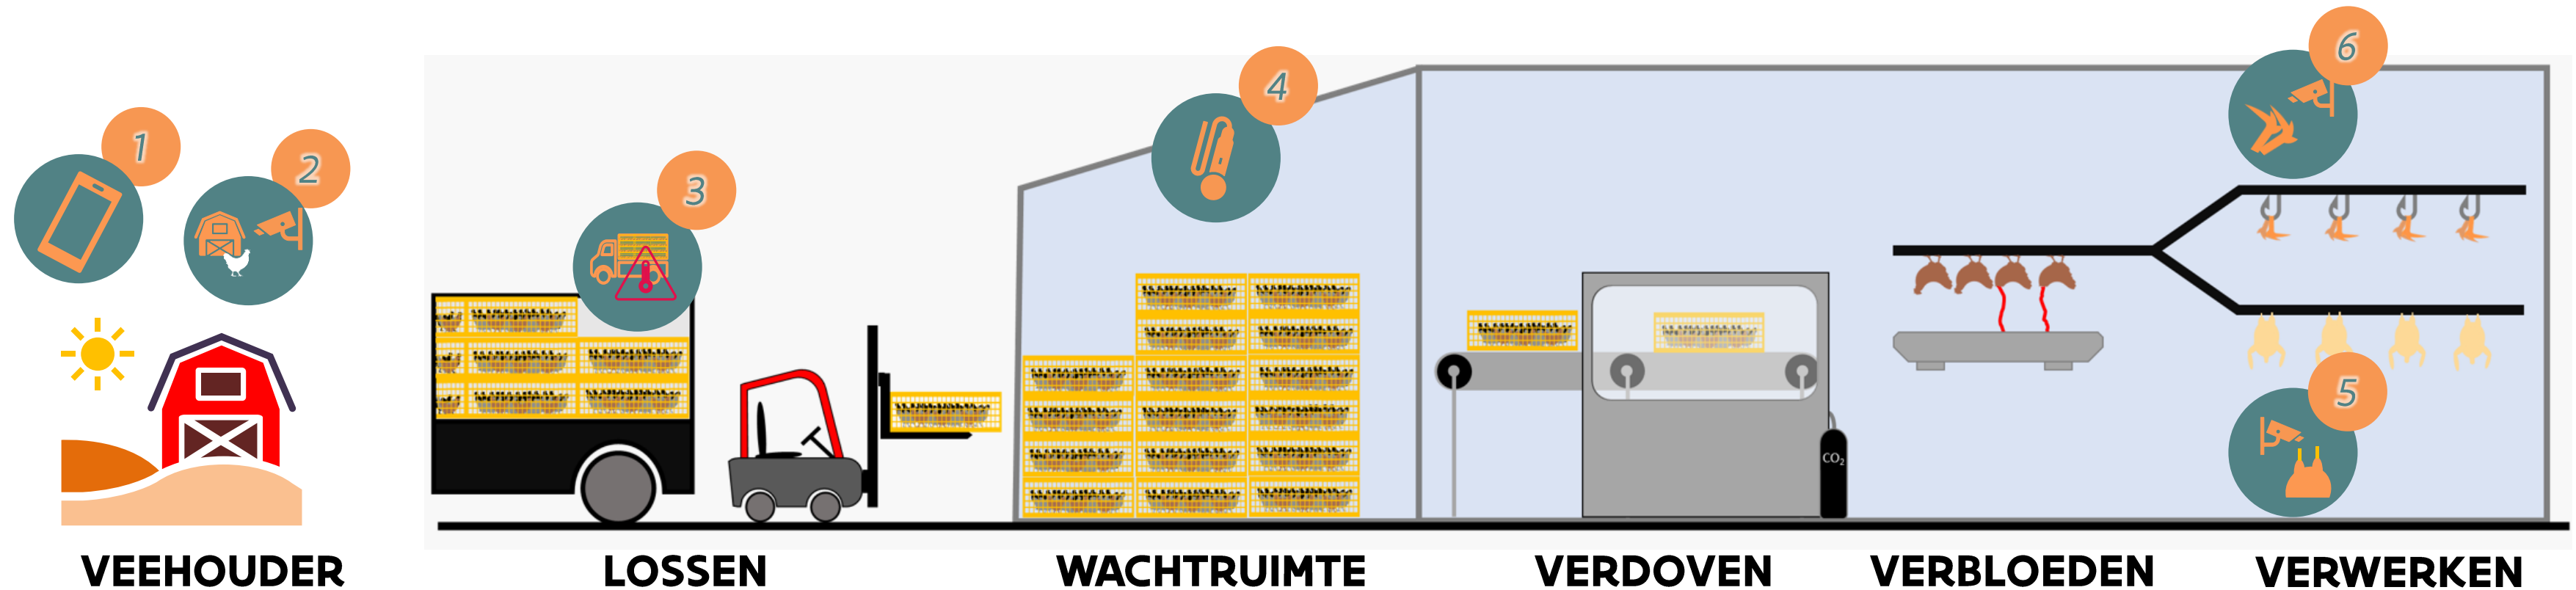 1
2
3
4
5
6
CO2
VEEHOUDER
LOSSEN
WACHTRUIMTE
VERDOVEN
VERBLOEDEN
VERWERKEN